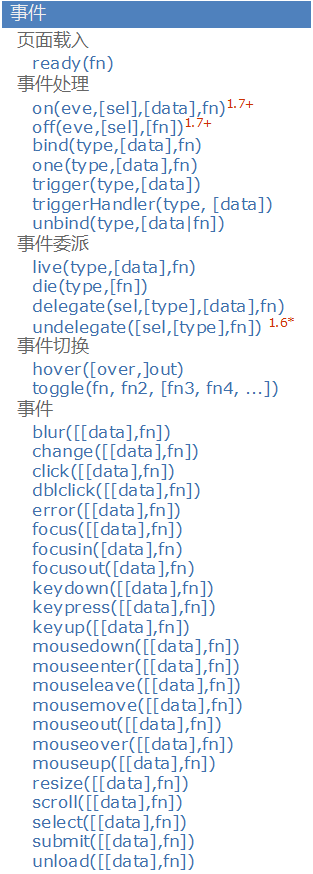 事件
页面载入
ready(fn)
事件处理
on(eve,[sel],[data],fn)1.7+
off(eve,[sel],[fn])1.7+
bind(type,[data],fn)
one(type,[data],fn)
trigger(type,[data])
triggerHandler(type, [data])
unbind(type,[data|fn])
事件委派
live(type,[data],fn)
die(type,[fn])
delegate(sel,[type],[data],fn)
undelegate([sel,[type],fn]) 1.6*
事件切换
hover([over,]out)
toggle(fn, fn2, [fn3, fn4, ...])
事件
blur([[data],fn])
change([[data],fn])
click([[data],fn])
dblclick([[data],fn])
error([[data],fn])
focus([[data],fn])
focusin([data],fn)
focusout([data],fn)
keydown([[data],fn])
keypress([[data],fn])
keyup([[data],fn])
mousedown([[data],fn])
mouseenter([[data],fn])
mouseleave([[data],fn])
mousemove([[data],fn])
mouseout([[data],fn])
mouseover([[data],fn])
mouseup([[data],fn])
resize([[data],fn])
scroll([[data],fn])
select([[data],fn])
submit([[data],fn])
unload([[data],fn])